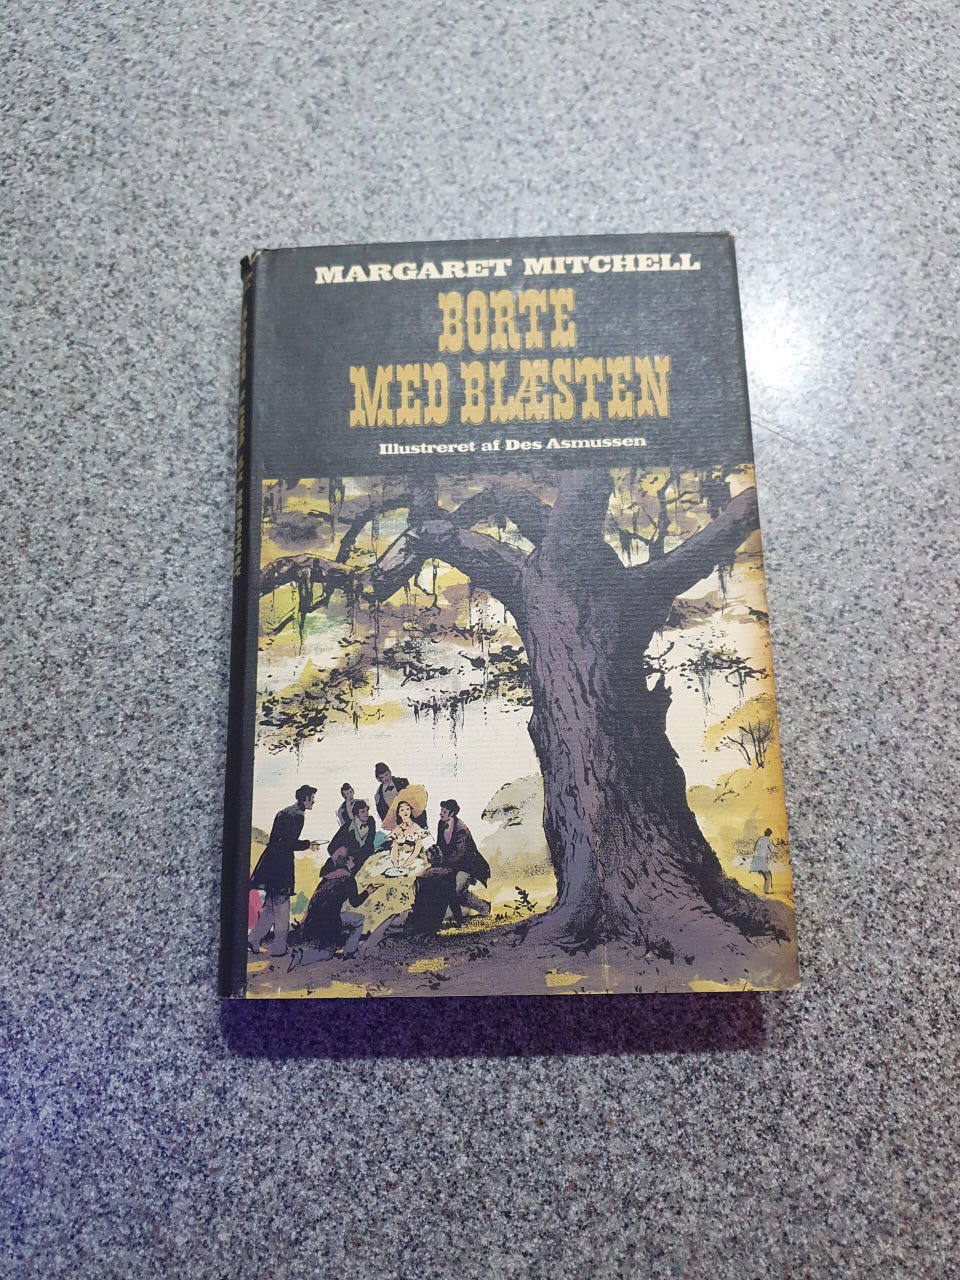 MARGARET MITCHELL
BORTE
MED BLÆSTEN
Illustreret af Des Asmussen